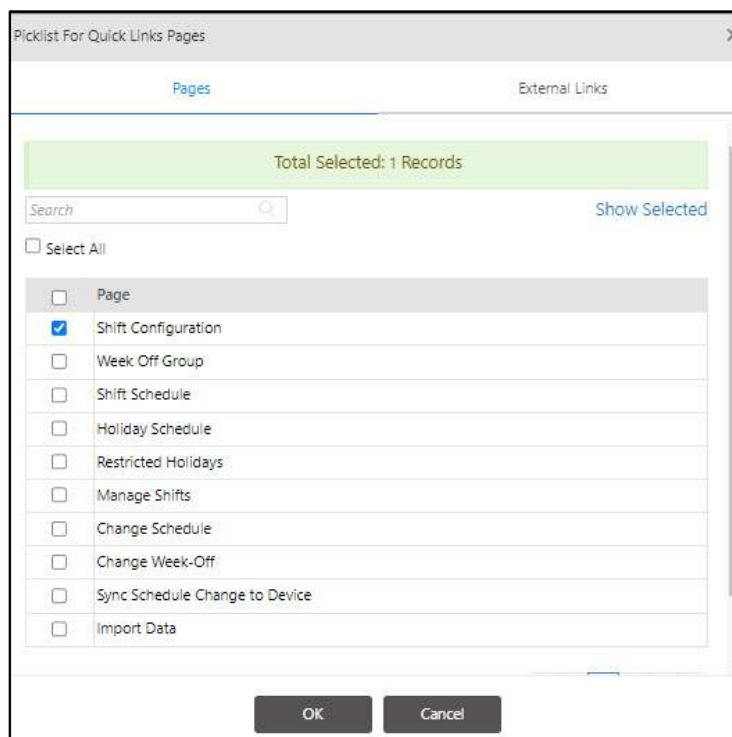 Picklist For Quick Links Pages
Pages External Links
Total Selected: 1 Records
Search Show Selected
Select All
Page
Shift Configuration
Week Off Group
Shift Schedule
Holiday Schedule
Restricted Holidays
Manage Shifts
Change Schedule
Change Week-Off
Sync Schedule Change to Device
Import Data
OK Cancel